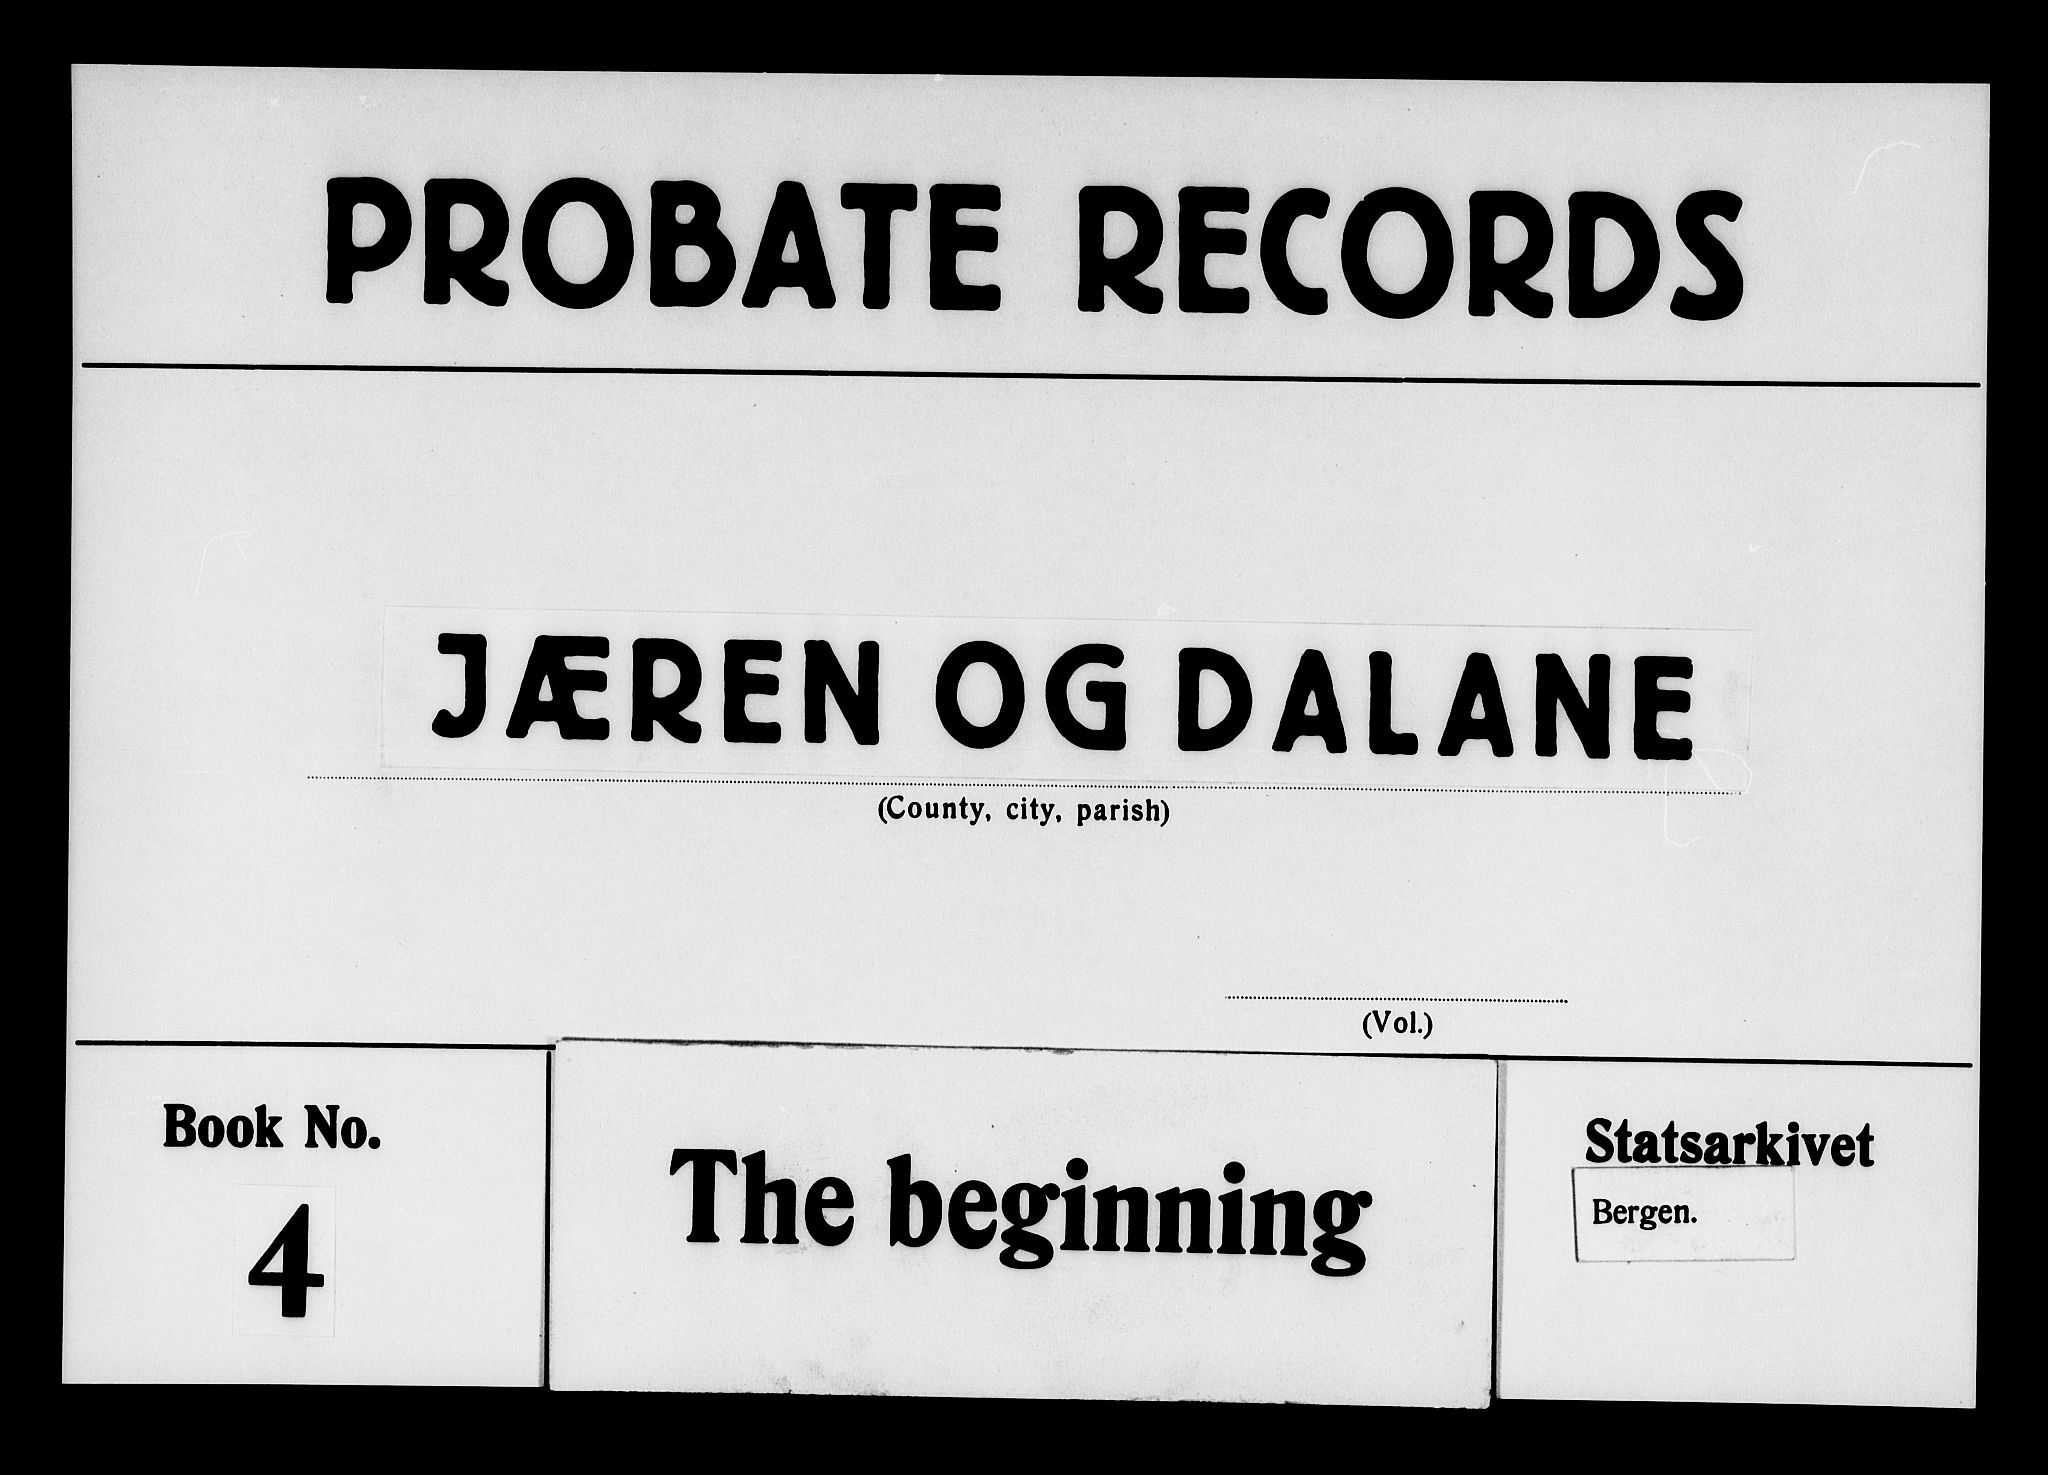 PROBATE RECORDS
JÆREN OG DALANE
(County, city, parish)
(Vol.)
Book No.
4
The beginning
Statsarkivet
Bergen.